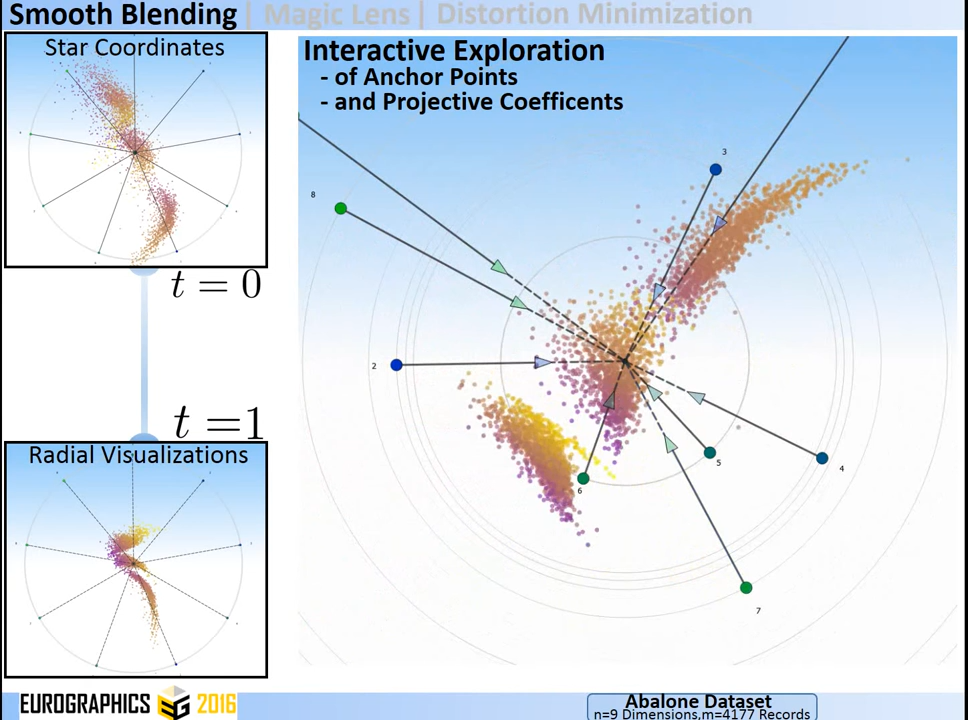 Smooth Blending | Magic Lens | Distortion Minimization
Star Coordinates
t = 0
t =1
Radial Visualizations
Interactive Exploration
- of Anchor Points
- and Projective Coefficents
3
8
2
5
4
6
7
EUROGRAPHICS 2016
Abalone Dataset
n=9 Dimensions,m=4177 Records